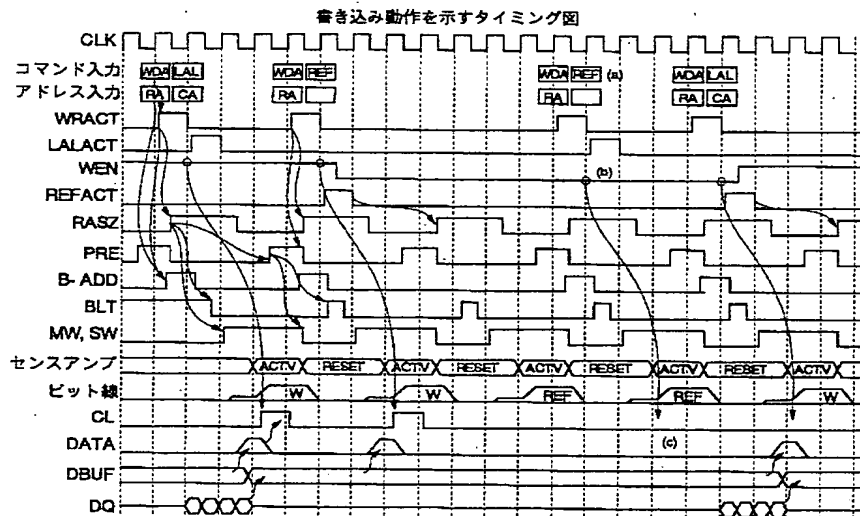 書き込み動作を示すタイミング図
CLK
コマンド入力 WDA LAL WDA REF WDA REF (a) WDA LAL
アドレス入力 RA CA RA RA RA CA
WRACT
LALACT
WEN (b)
REFACT
RASZ
PRE
B-ADD
BLT
MW, SW
センスアンプ ACTV RESET ACTV RESET ACTV RESET ACTV RESET ACTV
ビット線 W W REF REF W
CL
DATA (c)
DBUF
DQ